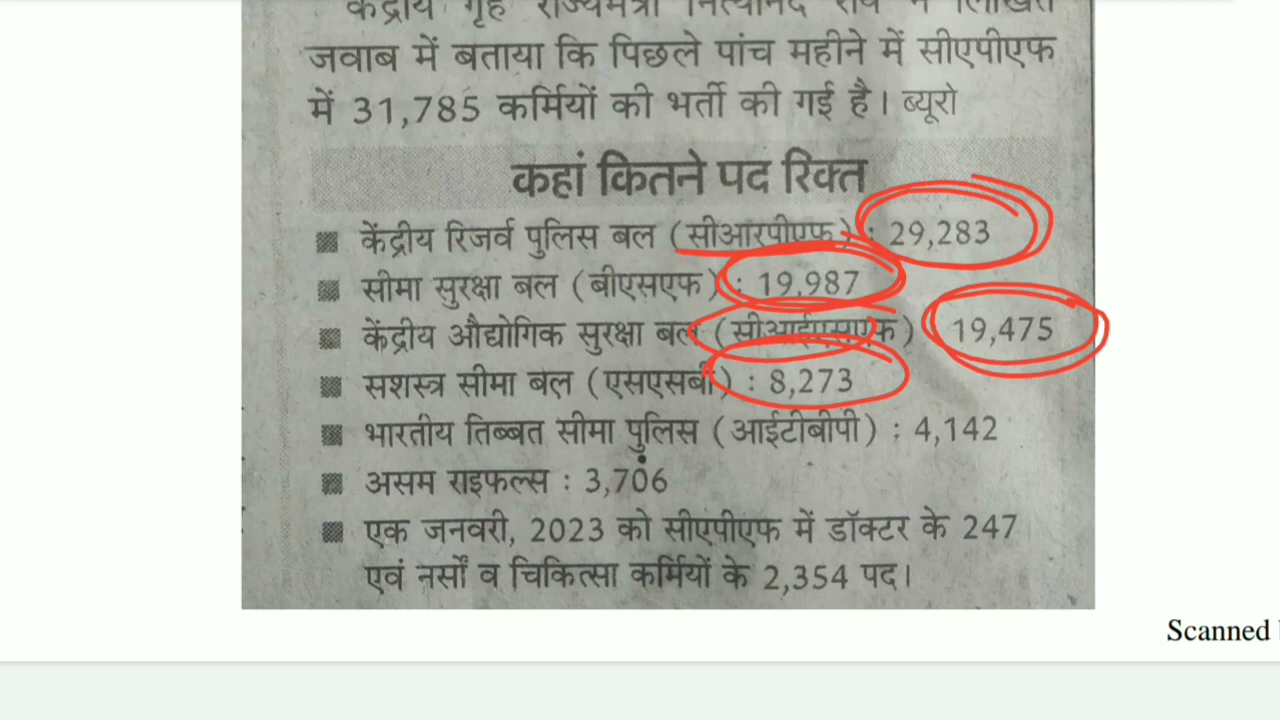 केंद्रीय गृह राज्यमंत्री नित्यानंद राय ने लिखित
जवाब में बताया कि पिछले पांच महीने में सीएपीएफ
में 31,785 कर्मियों की भर्ती की गई है। ब्यूरो
कहां कितने पद रिक्त
केंद्रीय रिजर्व पुलिस बल (सीआरपीएफ) : 29,283
सीमा सुरक्षा बल (बीएसएफ) : 19,987
केंद्रीय औद्योगिक सुरक्षा बल (सीआईएसएफ) 19,475
सशस्त्र सीमा बल (एसएसबी) : 8,273
भारतीय तिब्बत सीमा पुलिस (आईटीबीपी) : 4,142
असम राइफल्स : 3,706
एक जनवरी, 2023 को सीएपीएफ में डॉक्टर के 247
एवं नर्सों व चिकित्सा कर्मियों के 2,354 पद।
Scanned